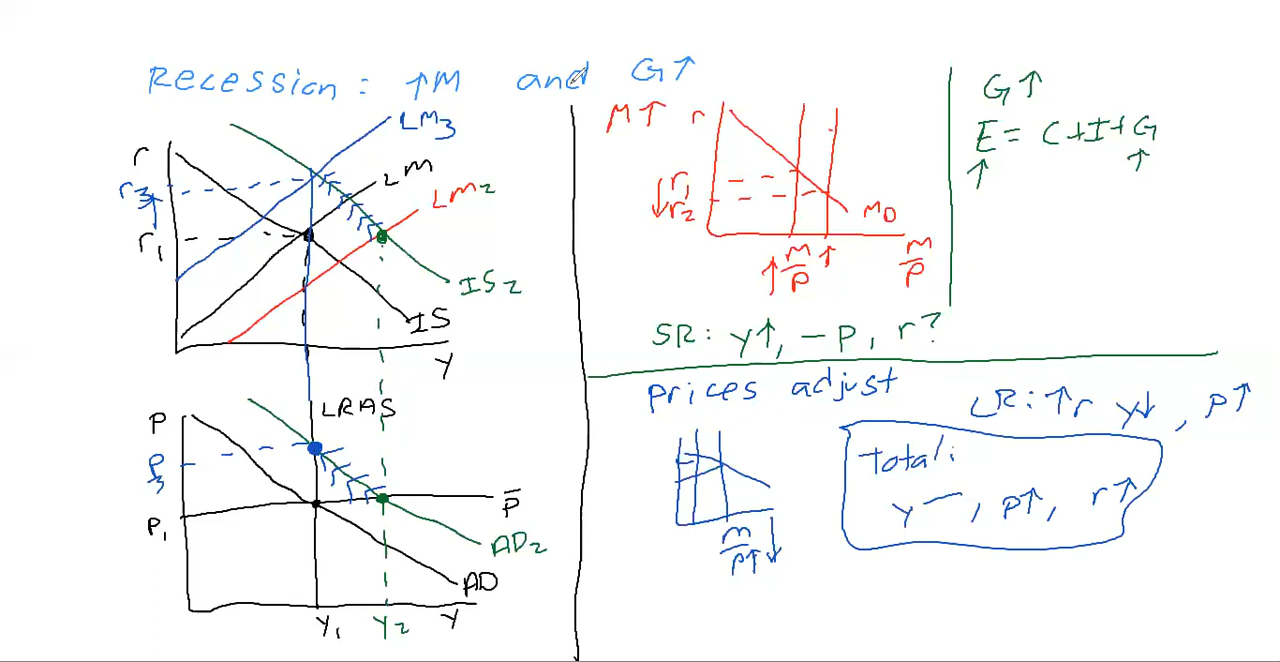 Recession: ↑M and G↑
LM3
r
LM
r3
LM2
r1
IS2
IS
Y
P
LRAS
P3
P̄
P1
AD2
AD
Y1 Y2 Y
M↑ r
↓r1
r2
MD
↑M/P ↑ M/P
G↑
E = C+I+G
↑ ↑
SR: Y↑, — P, r?
Prices adjust
M/P↑ ↓
LR: ↑r Y↓, P↑
Total:
Y —, P↑, r↑